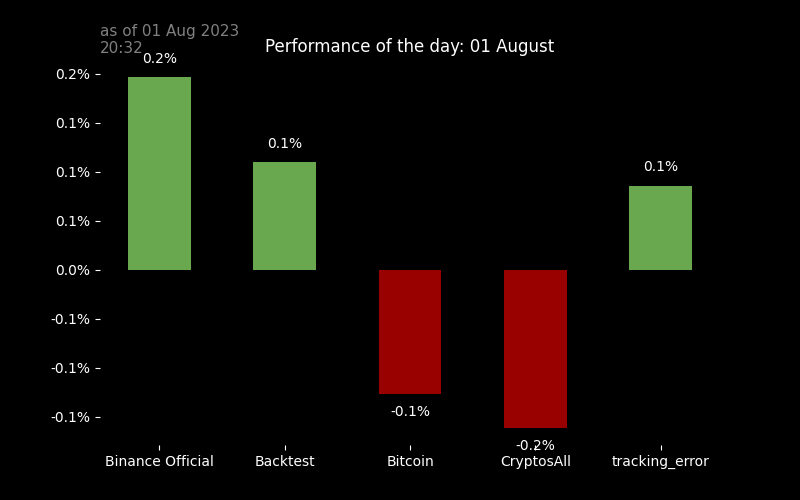 as of 01 Aug 2023
20:32
Performance of the day: 01 August
0.2%
0.1%
0.1%
0.1%
0.0%
-0.1%
-0.1%
-0.1%
0.2%
0.1%
-0.1%
-0.2%
0.1%
Binance Official
Backtest
Bitcoin
CryptosAll
tracking_error